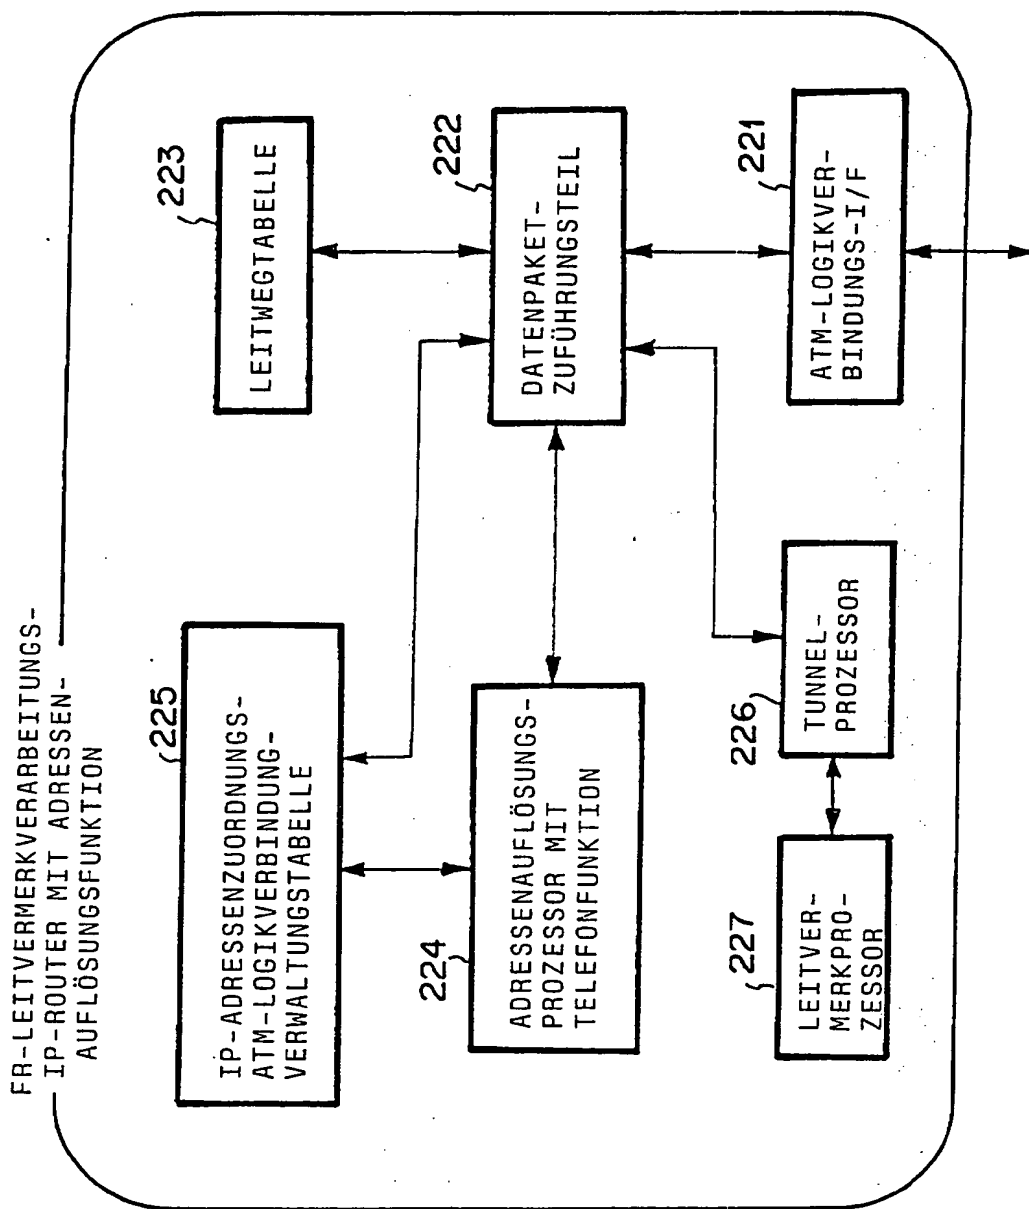 FR-LEITVERMERKVERARBEITUNGS-
IP-ROUTER MIT ADRESSEN-
AUFLÖSUNGSFUNKTION
225
IP-ADRESSENZUORDNUNGS-
ATM-LOGIKVERBINDUNG-
VERWALTUNGSTABELLE
223
LEITWEGTABELLE
224
ADRESSENAUFLÖSUNGS-
PROZESSOR MIT
TELEFONFUNKTION
222
DATENPAKET-
ZUFÜHRUNGSTEIL
227
LEITVER-
MERKPRO-
ZESSOR
226
TUNNEL-
PROZESSOR
221
ATM-LOGIKVER-
BINDUNGS-I/F